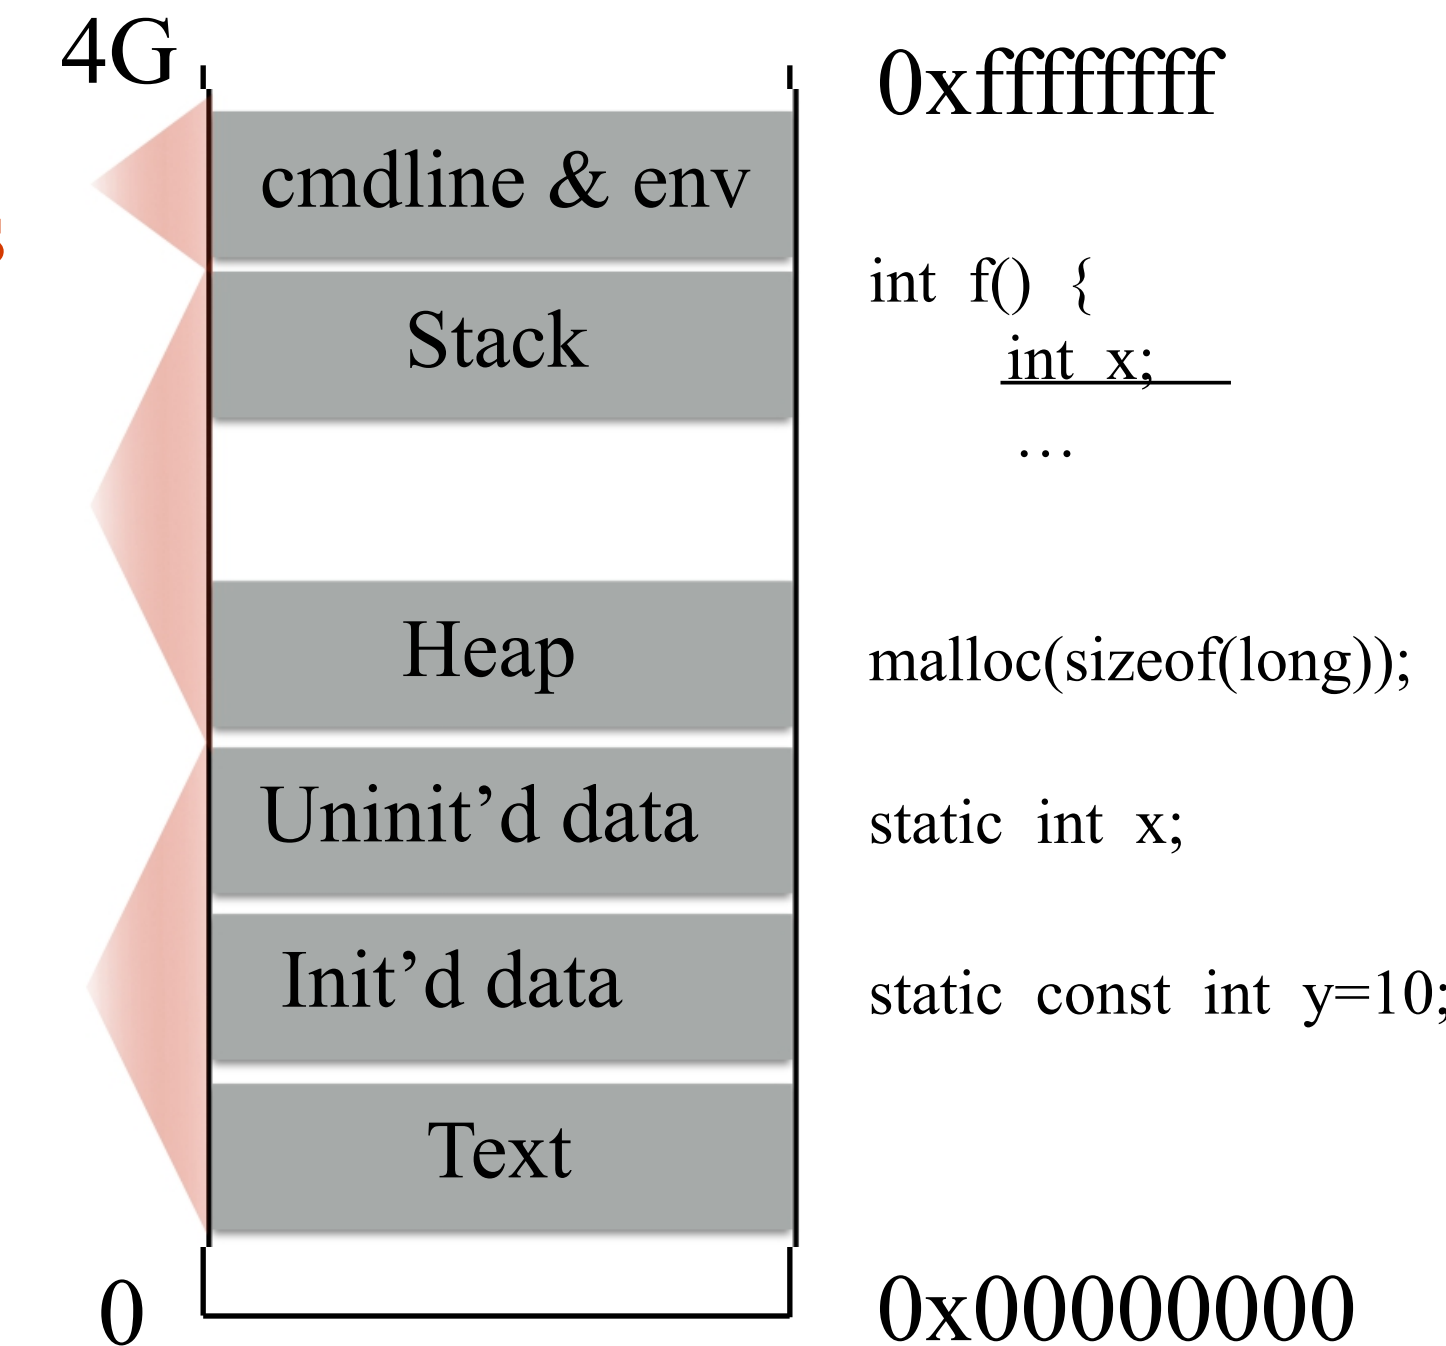 4G
0xffffffff
cmdline & env
int f() {
Stack
int x;
…
Heap
malloc(sizeof(long));
Uninit’d data
static int x;
Init’d data
static const int y=10;
Text
0
0x00000000